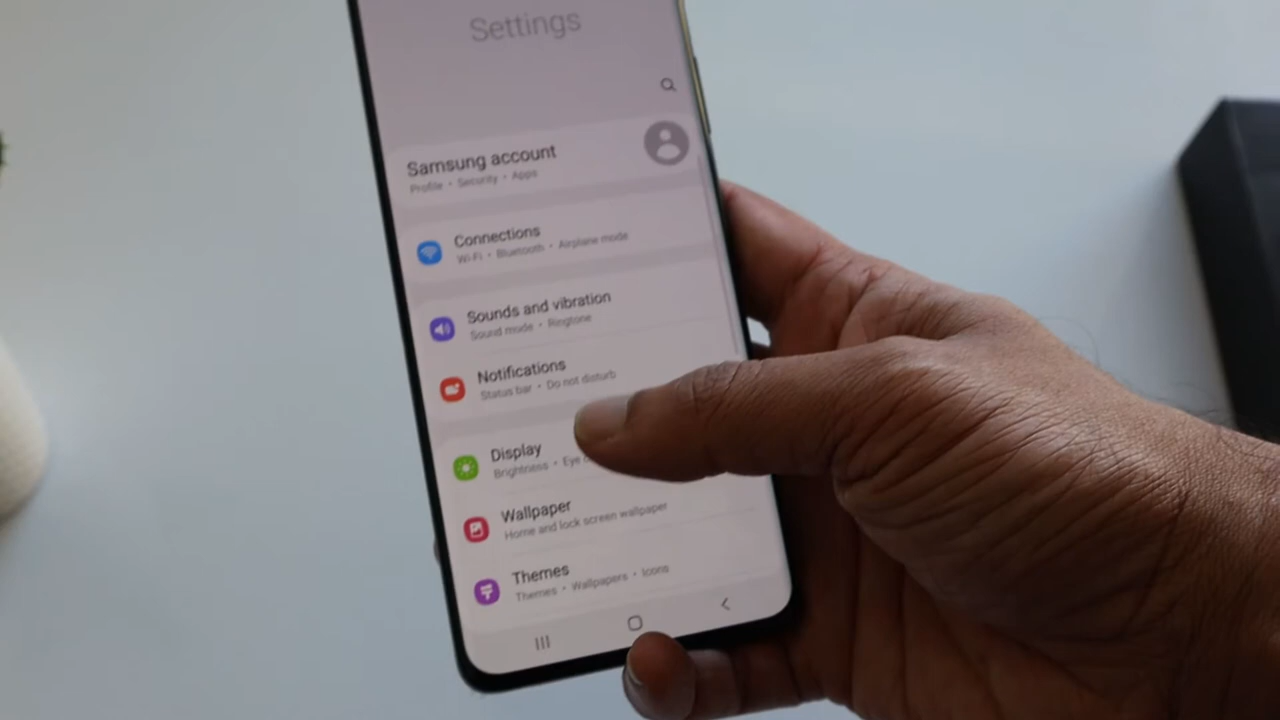 Settings
Samsung account
Profile • Security • Apps
Connections
Wi-Fi • Bluetooth • Airplane mode
Sounds and vibration
Sound mode • Ringtone
Notifications
Status bar • Do not disturb
Display
Brightness • Eye
Wallpaper
Home and lock screen wallpaper
Themes
Themes • Wallpapers • Icons